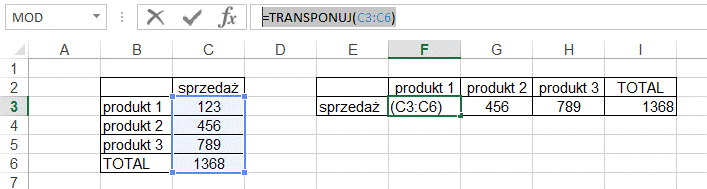 MOD =TRANSPONUJ(C3:C6)
A B C D E F G H I
1
2 sprzedaż produkt 1 produkt 2 produkt 3 TOTAL
3 produkt 1 123 sprzedaż (C3:C6) 456 789 1368
4 produkt 2 456
5 produkt 3 789
6 TOTAL 1368
7